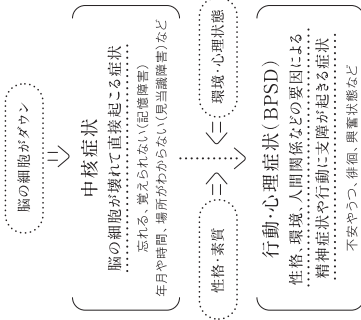 脳の細胞がダウン
中核症状
脳の細胞が壊れて直接起こる症状
忘れる、覚えられない(記憶障害)
年月や時間、場所がわからない(見当識障害)など
性格・素質
環境・心理状態
行動・心理症状(BPSD)
性格、環境、人間関係などの要因による
精神症状や行動に支障が起きる症状
不安やうつ、徘徊、興奮状態など